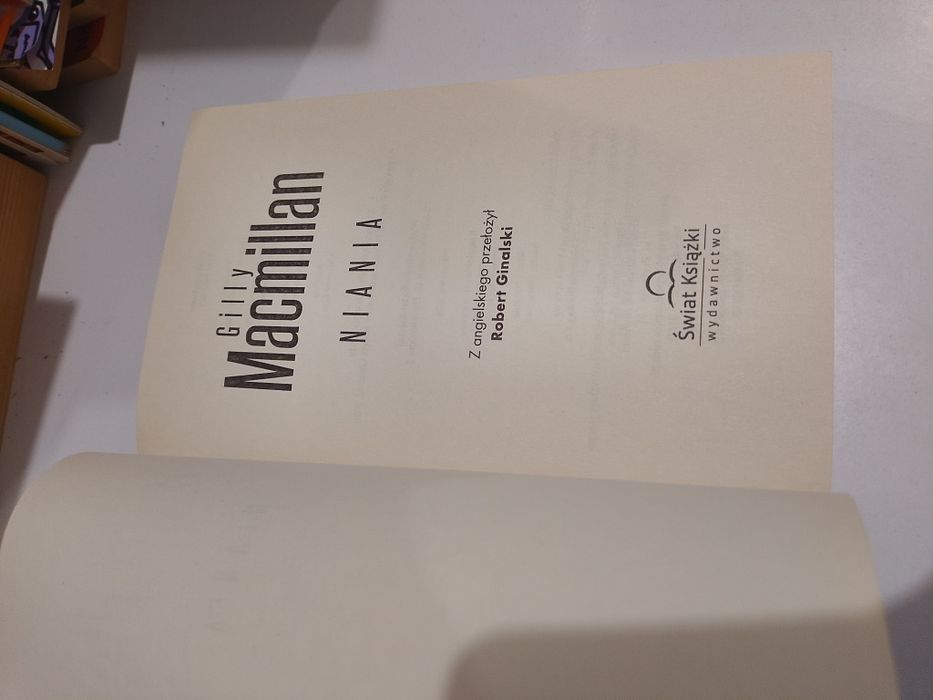 Gilly
Macmillan
NIANIA
Z angielskiego przełożył
Robert Ginalski
Świat Książki
wydawnictwo